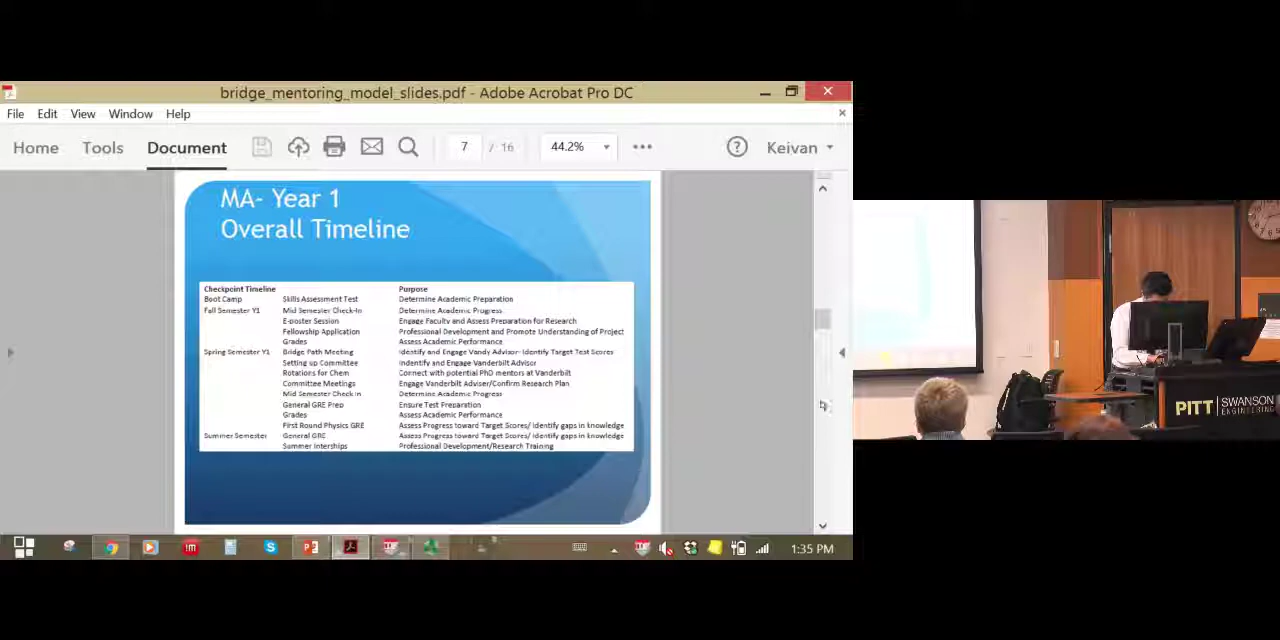 bridge_mentoring_model_slides.pdf - Adobe Acrobat Pro DC
File Edit View Window Help
Home Tools Document 7 / 16 44.2% Keivan
MA- Year 1
Overall Timeline
Checkpoint Timeline Purpose
Boot Camp Skills Assessment Test Determine Academic Preparation
Fall Semester Y1 Mid Semester Check-In Determine Academic Progress
E-poster Session Engage Faculty and Assess Preparation for Research
Fellowship Application Professional Development and Promote Understanding of Project
Grades Assess Academic Performance
Spring Semester Y1 Bridge Path Meeting Identify and Engage Vandy Advisor- Identify Target Test Scores
Setting up Committee Indentify and Engage Vanderbilt Advisor
Rotations for Chem Connect with potential PhD mentors at Vanderbilt
Committee Meetings Engage Vanderbilt Adviser/Confirm Research Plan
Mid Semester Check in Determine Academic Progress
General GRE Prep Ensure Test Preparation
Grades Assess Academic Performance
First Round Physics GRE Assess Progress toward Target Scores/ Identify gaps in knowledge
Summer Semester General GRE Assess Progress toward Target Scores/ Identify gaps in knowledge
Summer Interships Professional Development/Research Training
1:35 PM
PITT SWANSON
ENGINEERING